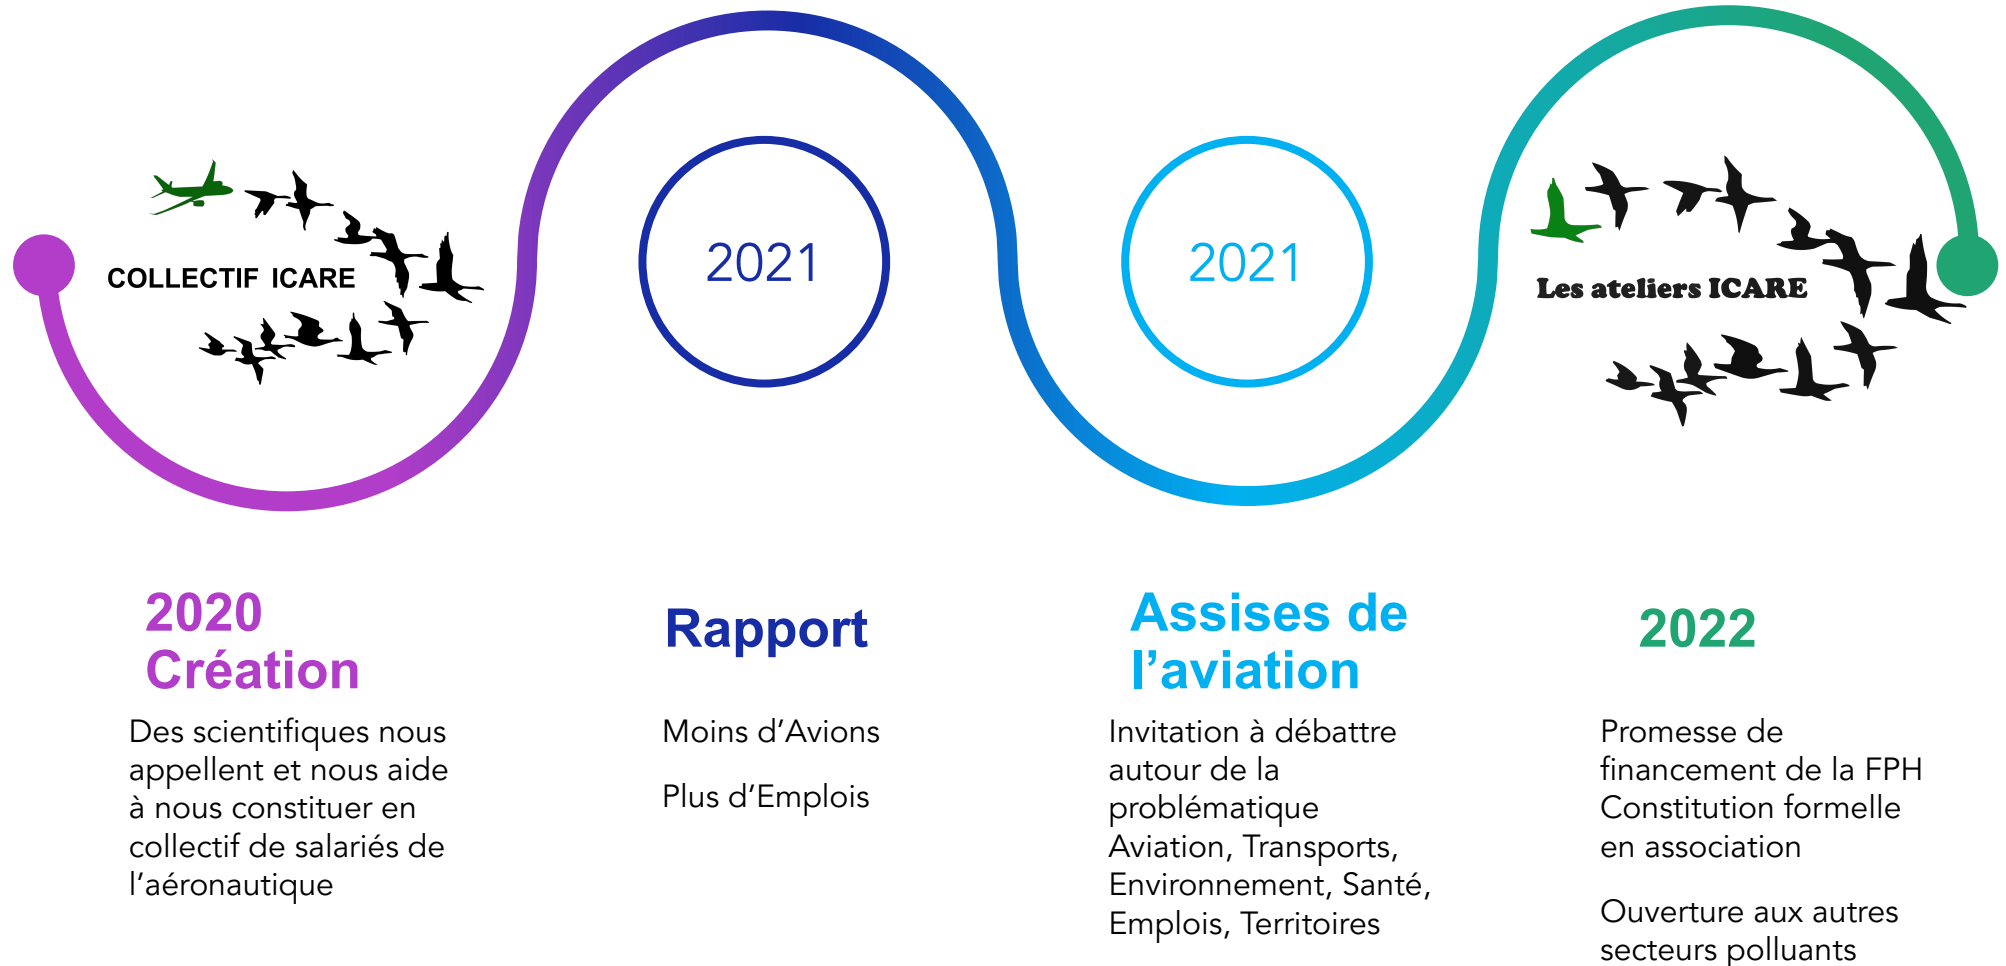 COLLECTIF ICARE
2021
2021
Les ateliers ICARE
2020
Création
Des scientifiques nous
appellent et nous aide
à nous constituer en
collectif de salariés de
l’aéronautique
Rapport
Moins d’Avions
Plus d’Emplois
Assises de
l’aviation
Invitation à débattre
autour de la
problématique
Aviation, Transports,
Environnement, Santé,
Emplois, Territoires
2022
Promesse de
financement de la FPH
Constitution formelle
en association
Ouverture aux autres
secteurs polluants